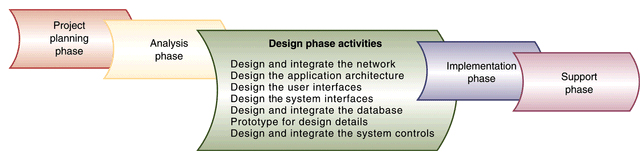 Project
planning
phase
Analysis
phase
Design phase activities
Design and integrate the network
Design the application architecture
Design the user interfaces
Design the system interfaces
Design and integrate the database
Prototype for design details
Design and integrate the system controls
Implementation
phase
Support
phase